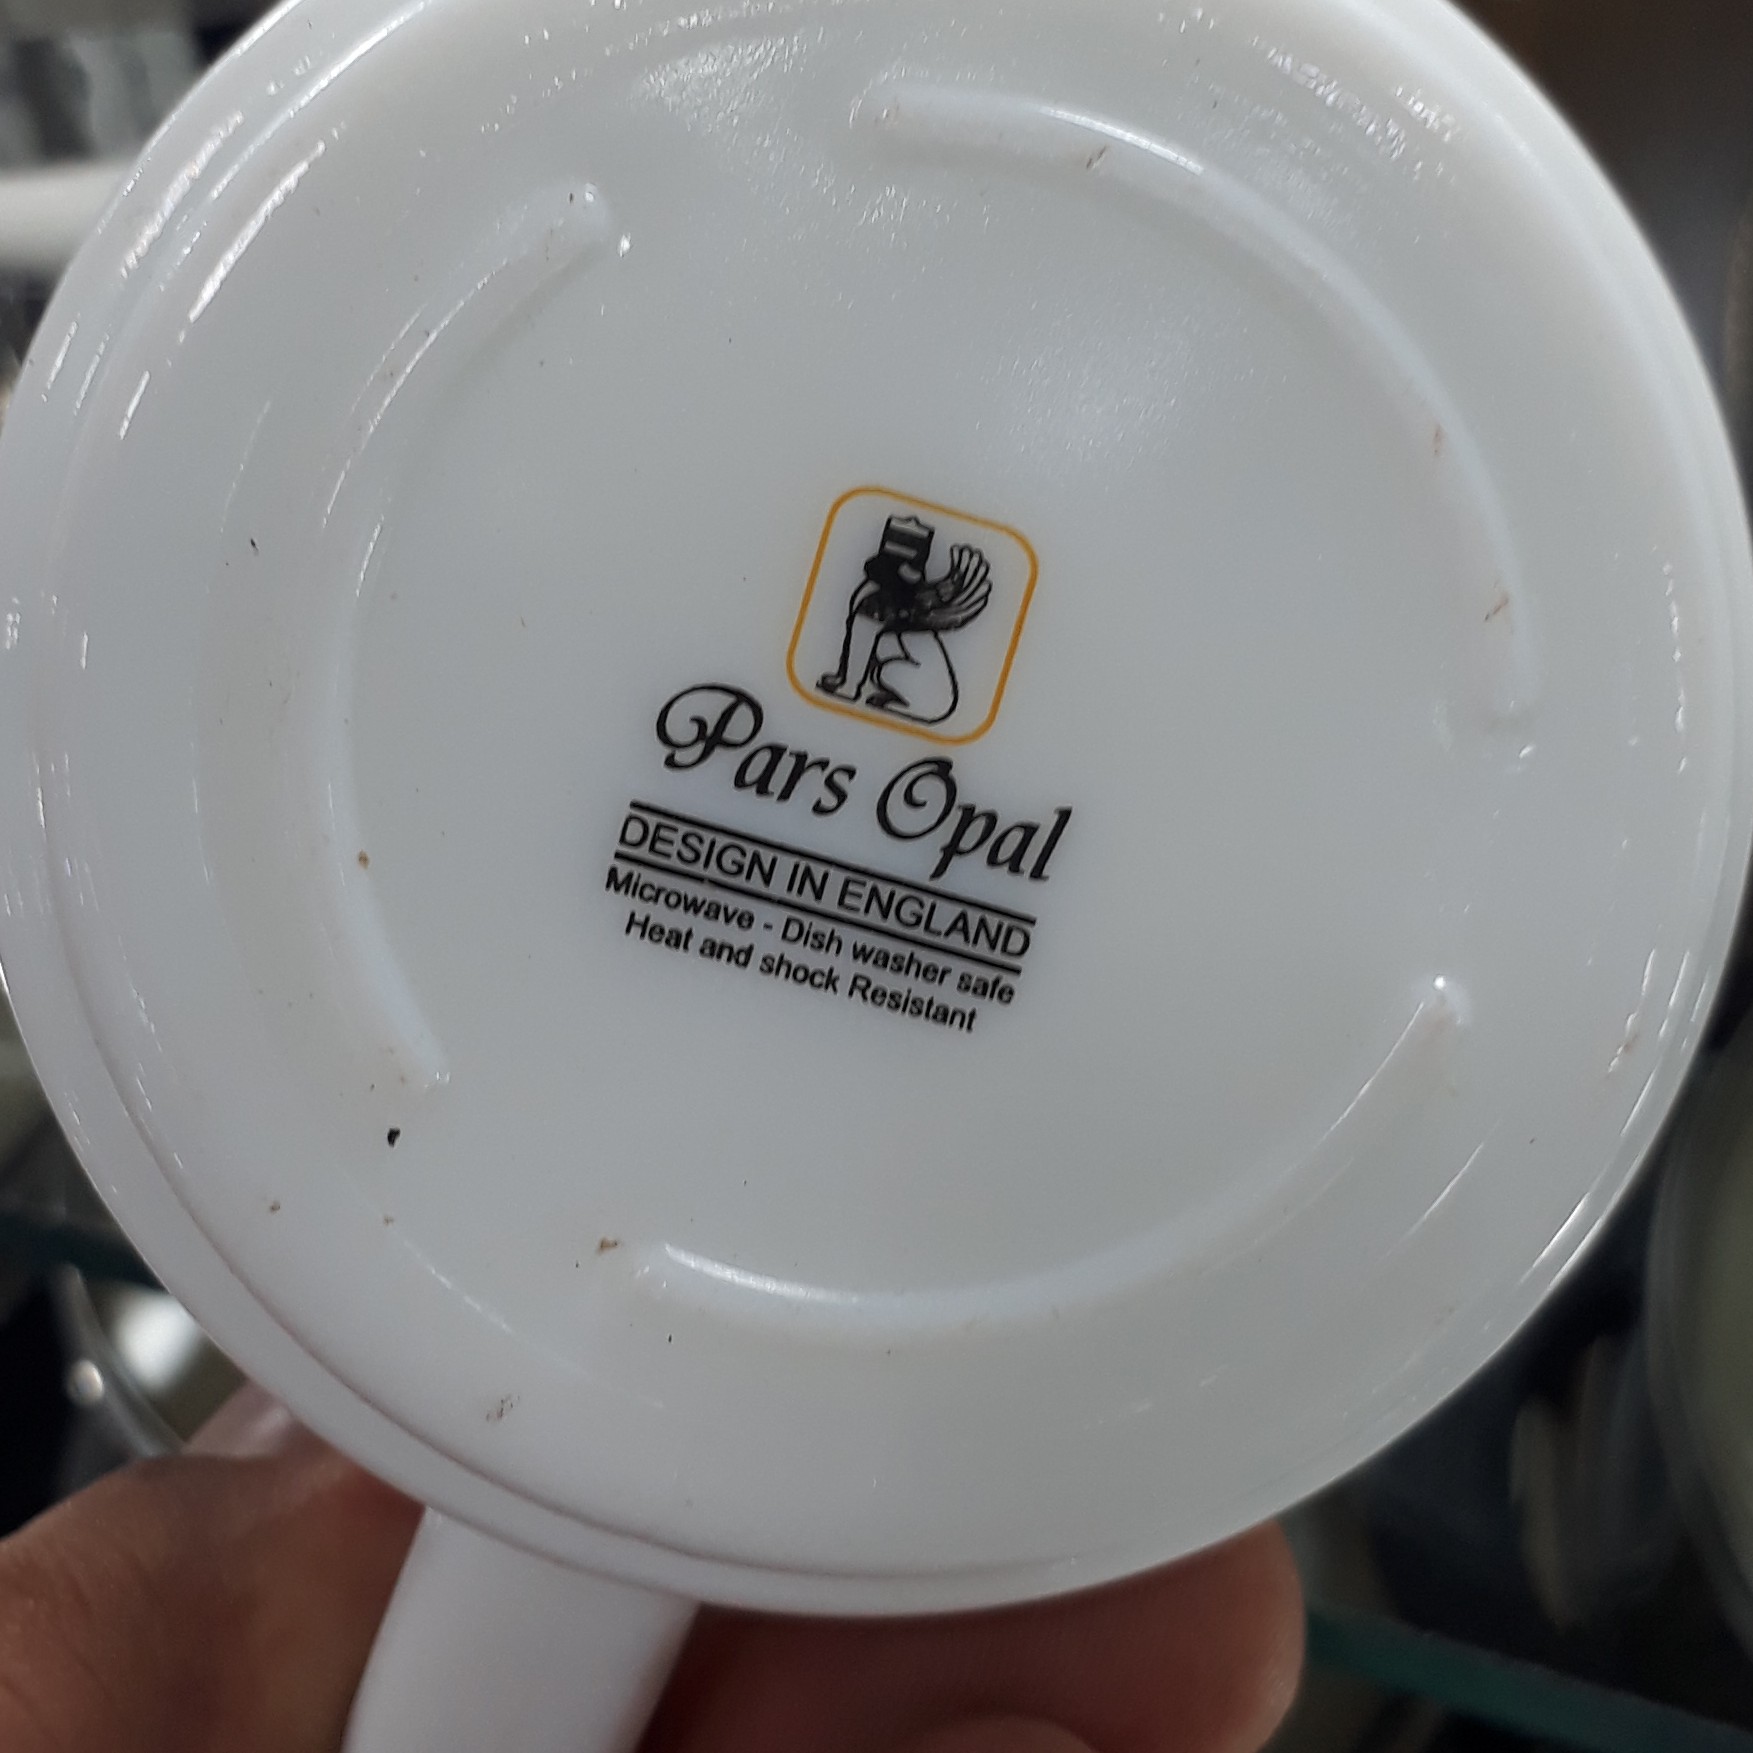 Pars Opal
DESIGN IN ENGLAND
Microwave - Dish washer safe
Heat and shock Resistant